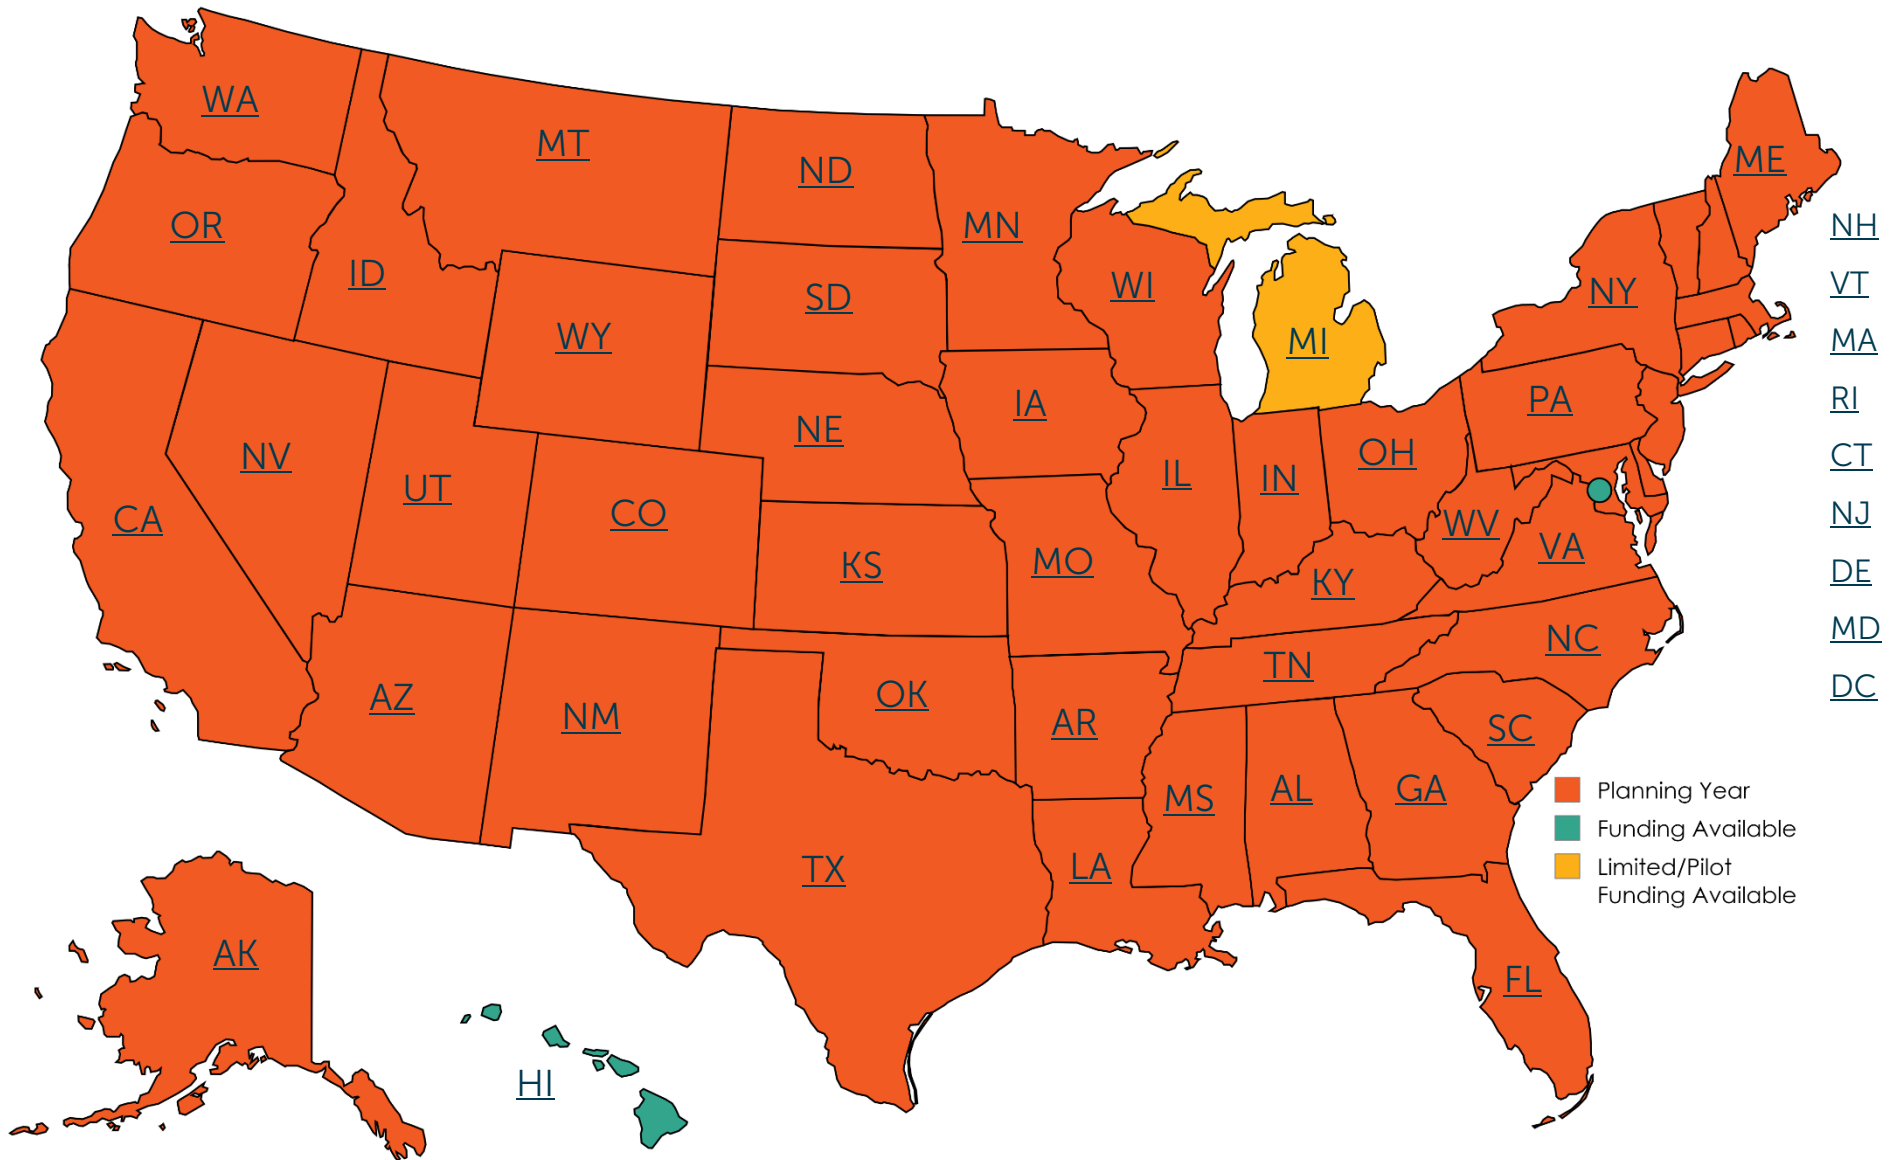 WA
MT
ND
MN
ME
OR
ID
SD
WI
NY
NH
VT
WY
MI
MA
NE
IA
PA
RI
NV
UT
CO
IL
IN
OH
CT
CA
KS
MO
KY
WV
VA
NJ
DE
AZ
NM
OK
AR
TN
NC
MD
DC
SC
MS
AL
GA
TX
LA
Planning Year
Funding Available
Limited/Pilot
Funding Available
AK
HI
FL